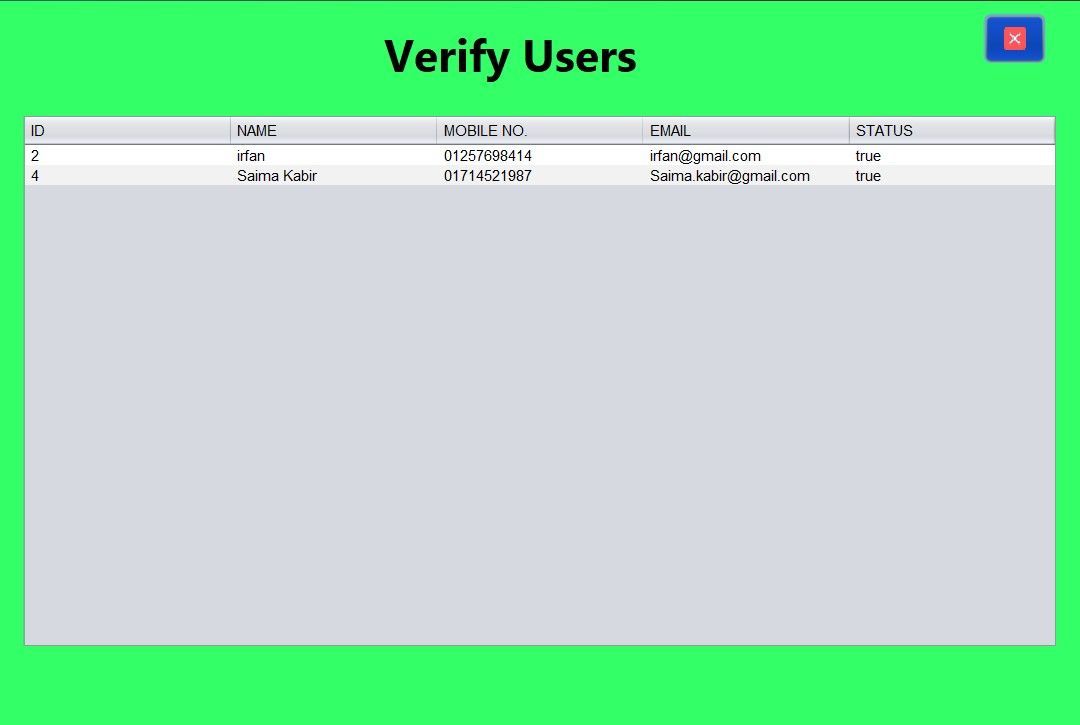 Verify Users
ID NAME MOBILE NO. EMAIL STATUS
2 irfan 01257698414 irfan@gmail.com true
4 Saima Kabir 01714521987 Saima.kabir@gmail.com true